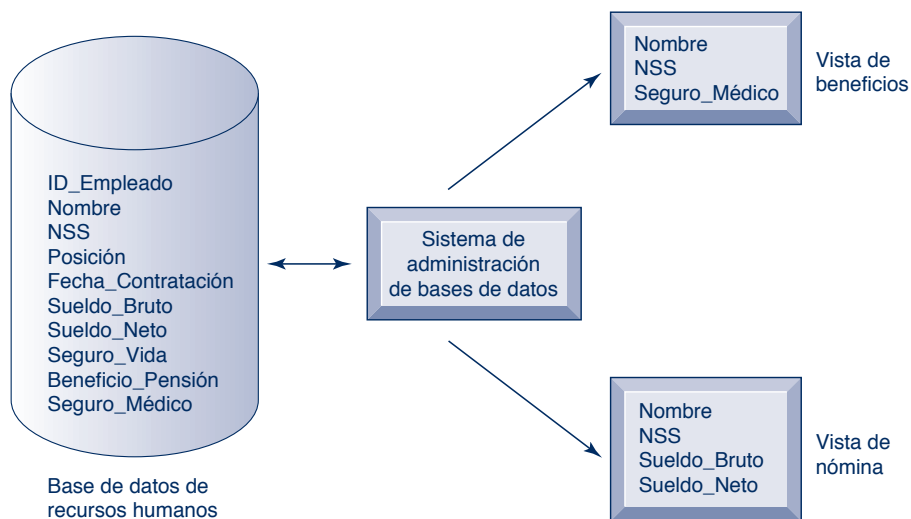 ID_Empleado
Nombre
NSS
Posición
Fecha_Contratación
Sueldo_Bruto
Sueldo_Neto
Seguro_Vida
Beneficio_Pensión
Seguro_Médico
Base de datos de
recursos humanos
Sistema de
administración
de bases de datos
Nombre
NSS
Seguro_Médico
Vista de
beneficios
Nombre
NSS
Sueldo_Bruto
Sueldo_Neto
Vista de
nómina